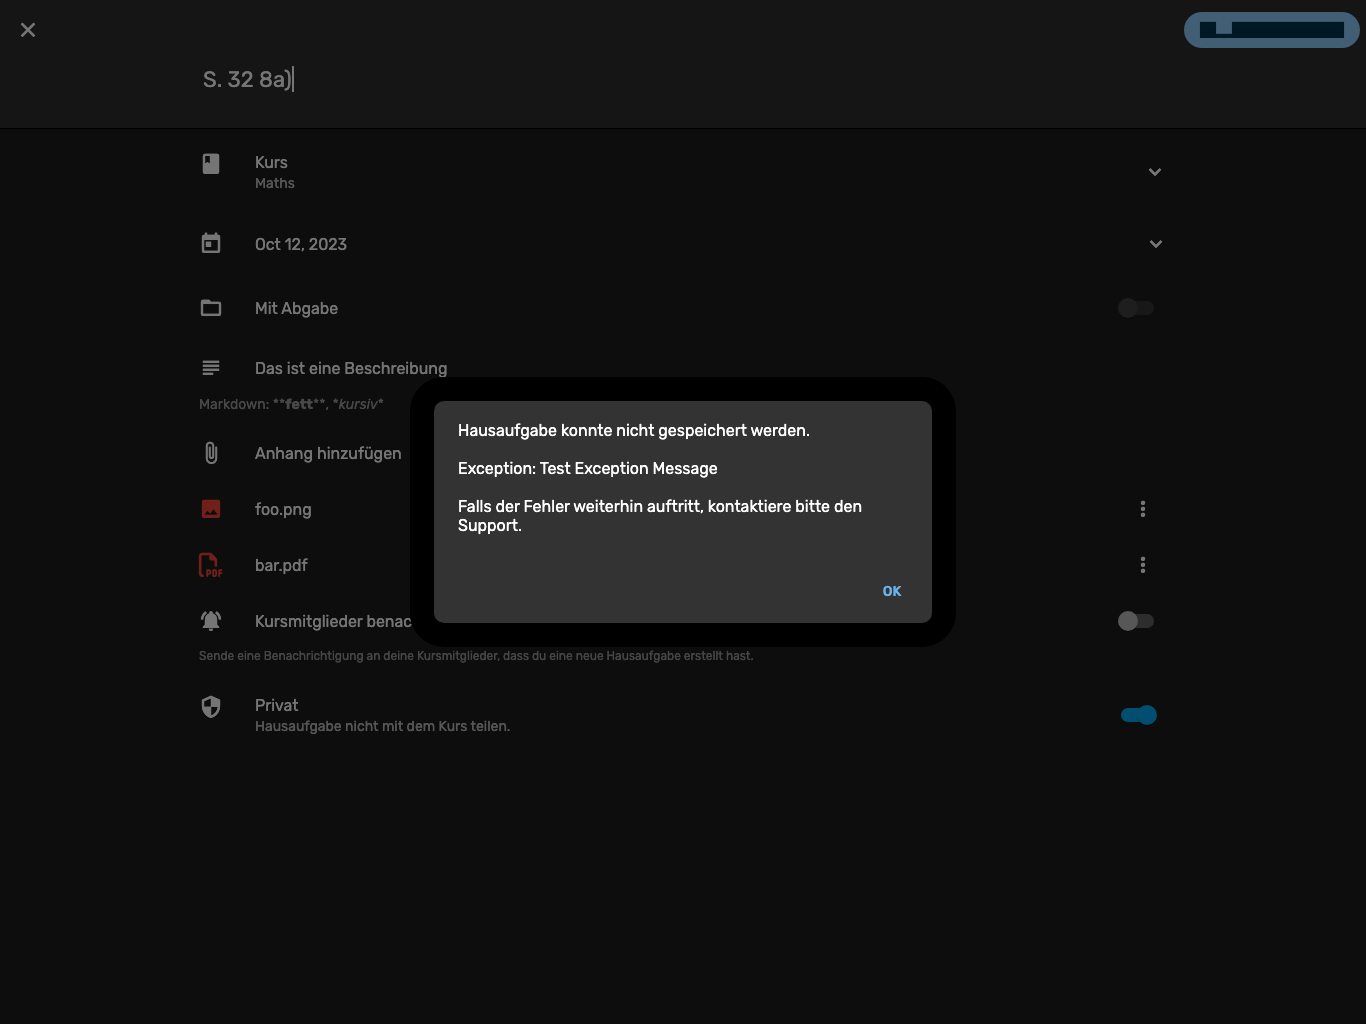 S. 32 8a)
Kurs
Maths
Oct 12, 2023
Mit Abgabe
Das ist eine Beschreibung
Markdown: **fett**, *kursiv*
Anhang hinzufügen
foo.png
bar.pdf
Kursmitglieder benac
Sende eine Benachrichtigung an deine Kursmitglieder, dass du eine neue Hausaufgabe erstellt hast.
Privat
Hausaufgabe nicht mit dem Kurs teilen.
Hausaufgabe konnte nicht gespeichert werden.
Exception: Test Exception Message
Falls der Fehler weiterhin auftritt, kontaktiere bitte den
Support.
OK